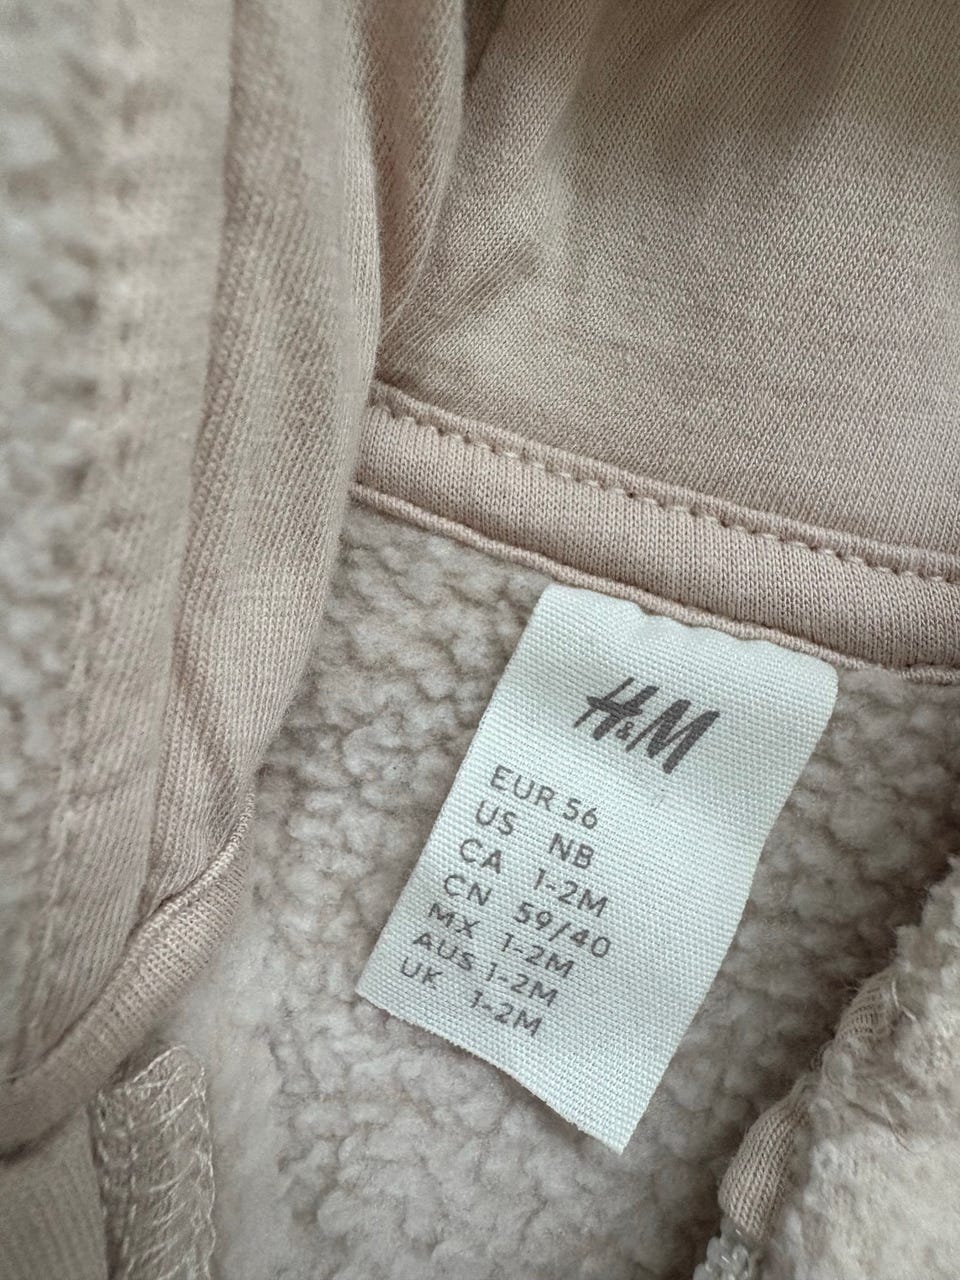 H&M
EUR 56
US NB
CA 1-2M
CN 59/40
MX 1-2M
AUS 1-2M
UK 1-2M